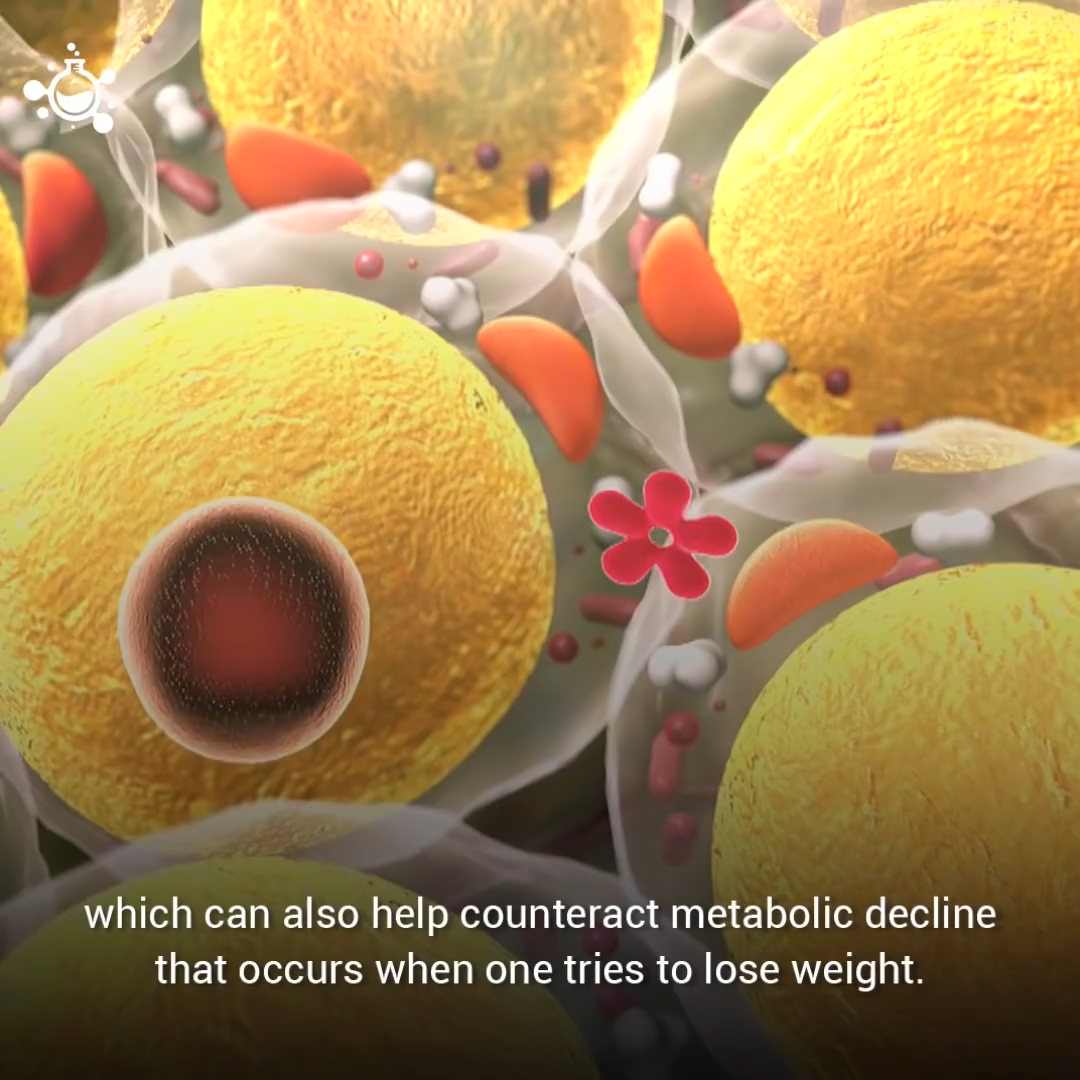 which can also help counteract metabolic decline
that occurs when one tries to lose weight.